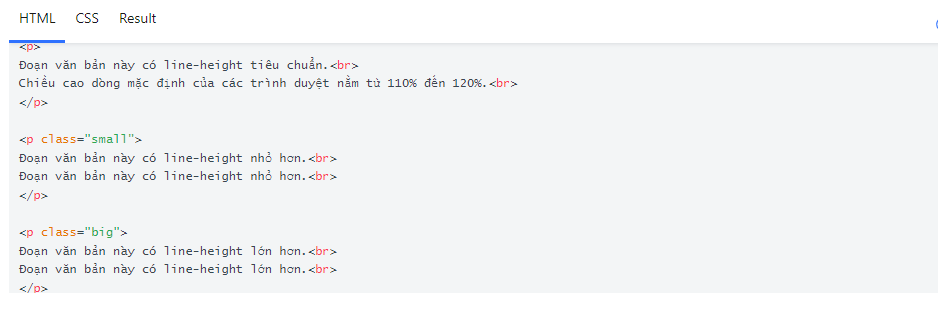 HTML CSS Result
<p>
Đoạn văn bản này có line-height tiêu chuẩn.<br>
Chiều cao dòng mặc định của các trình duyệt nằm từ 110% đến 120%.<br>
</p>
<p class="small">
Đoạn văn bản này có line-height nhỏ hơn.<br>
Đoạn văn bản này có line-height nhỏ hơn.<br>
</p>
<p class="big">
Đoạn văn bản này có line-height lớn hơn.<br>
Đoạn văn bản này có line-height lớn hơn.<br>
</p>